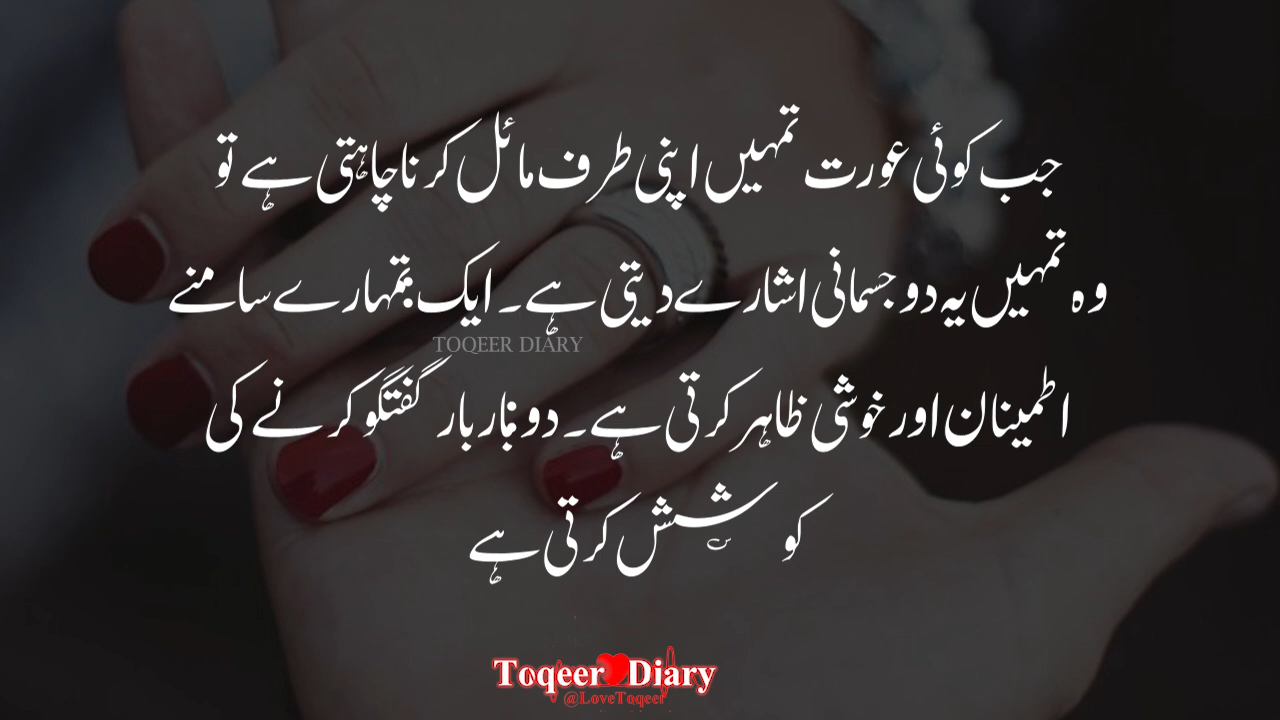 جب کوئی عورت تمہیں اپنی طرف مائل کرنا چاہتی ہے تو
وہ تمہیں یہ دو جسمانی اشارے دیتی ہے۔ ایک، تمہارے سامنے
TOQEER DIARY
اطمینان اور خوشی ظاہر کرتی ہے۔ دو، بار بار گفتگو کرنے کی
کوشش کرتی ہے
Toqeer Diary
@LoveToqeer